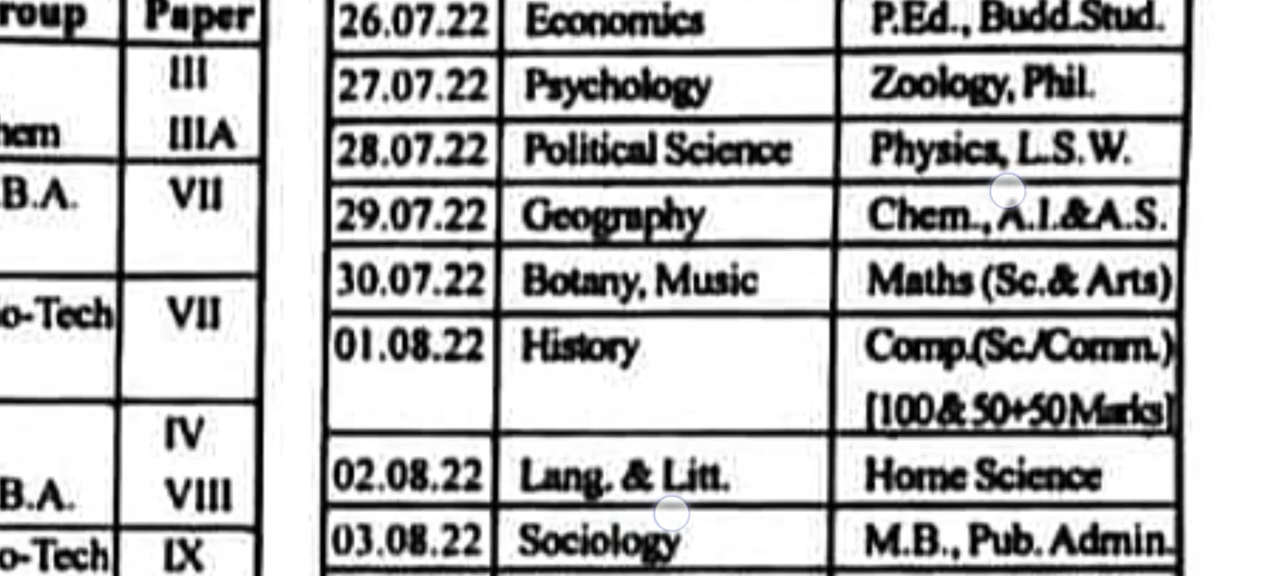 roup Paper
III
hem IIIA
.B.A. VII
o-Tech VII
IV
B.A. VIII
o-Tech IX
26.07.22 Economics P.Ed., Budd.Stud.
27.07.22 Psychology Zoology, Phil.
28.07.22 Political Science Physics, L.S.W.
29.07.22 Geography Chem., A.I.&A.S.
30.07.22 Botany, Music Maths (Sc.& Arts)
01.08.22 History Comp.(Sc./Comm.)
[100& 50+50 Marks]
02.08.22 Lang. & Litt. Home Science
03.08.22 Sociology M.B., Pub. Admin.